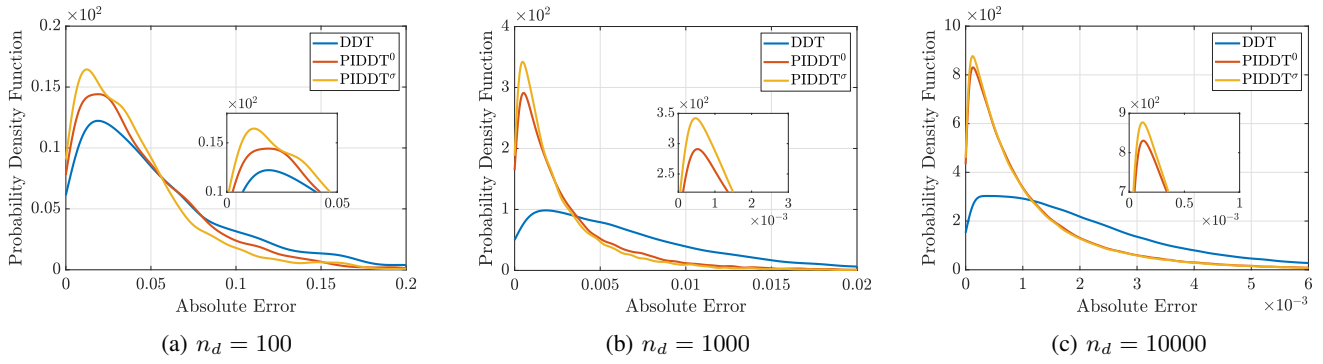 ×10²
0.2
0.15
0.1
0.05
0
Probability Density Function
DDT
PIDDT⁰
PIDDT^σ
×10²
0.15
0.1
0 0.05
0 0.05 0.1 0.15 0.2
Absolute Error
(a) n_d = 100
×10²
5
4
3
2
1
0
Probability Density Function
DDT
PIDDT⁰
PIDDT^σ
×10²
3.5
3
2.5
0 1 2 3
×10⁻³
0 0.005 0.01 0.015 0.02
Absolute Error
(b) n_d = 1000
×10²
10
8
6
4
2
0
Probability Density Function
DDT
PIDDT⁰
PIDDT^σ
×10²
9
8
7
0 0.5 1
×10⁻³
0 1 2 3 4 5 6
Absolute Error ×10⁻³
(c) n_d = 10000